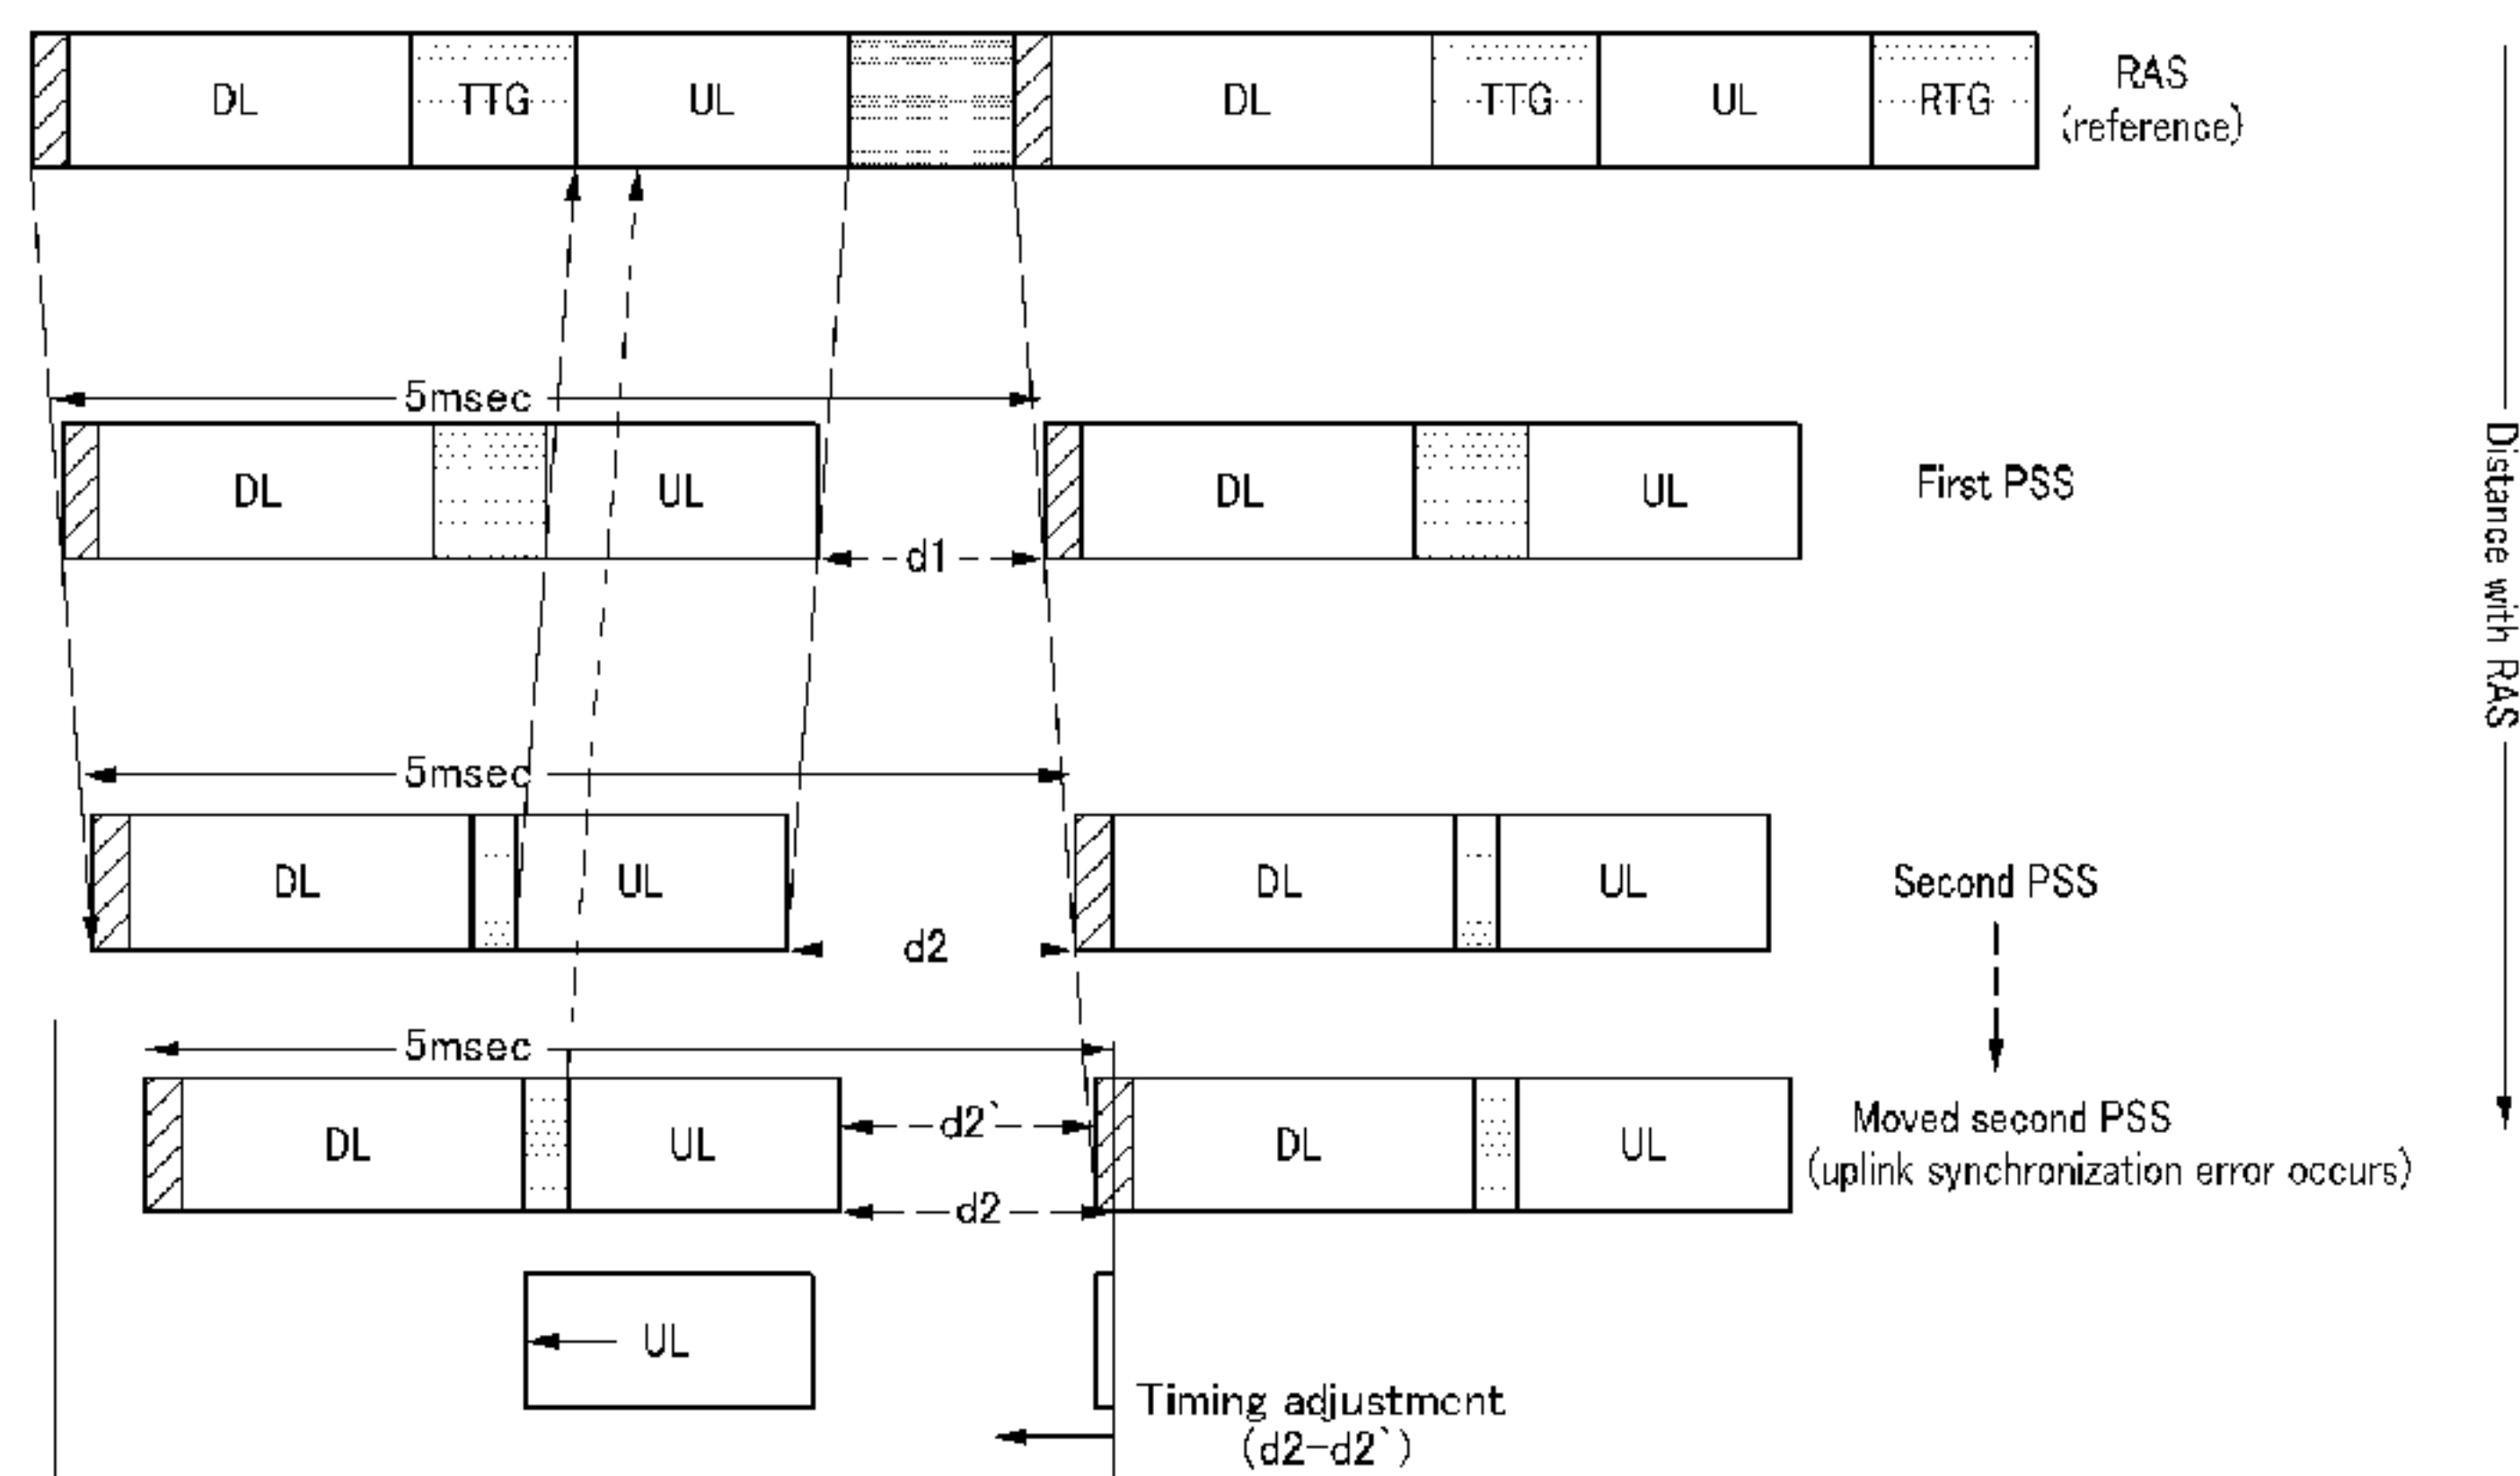 DL TTG UL DL TTG UL RTG RAS
(reference)
5msec
DL UL DL UL First PSS
d1
5msec
DL UL DL UL Second PSS
d2
5msec
DL UL d2` DL UL Moved second PSS
(uplink synchronization error occurs)
d2
UL
Timing adjustment
(d2-d2`)
Distance with RAS